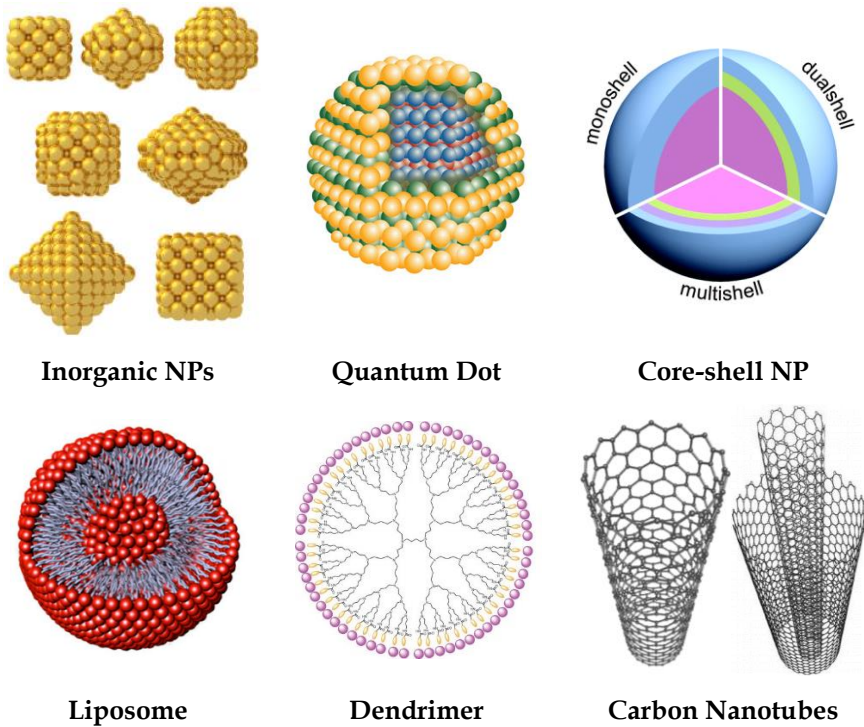 monoshell
dualshell
multishell
Inorganic NPs
Quantum Dot
Core-shell NP
Liposome
Dendrimer
Carbon Nanotubes